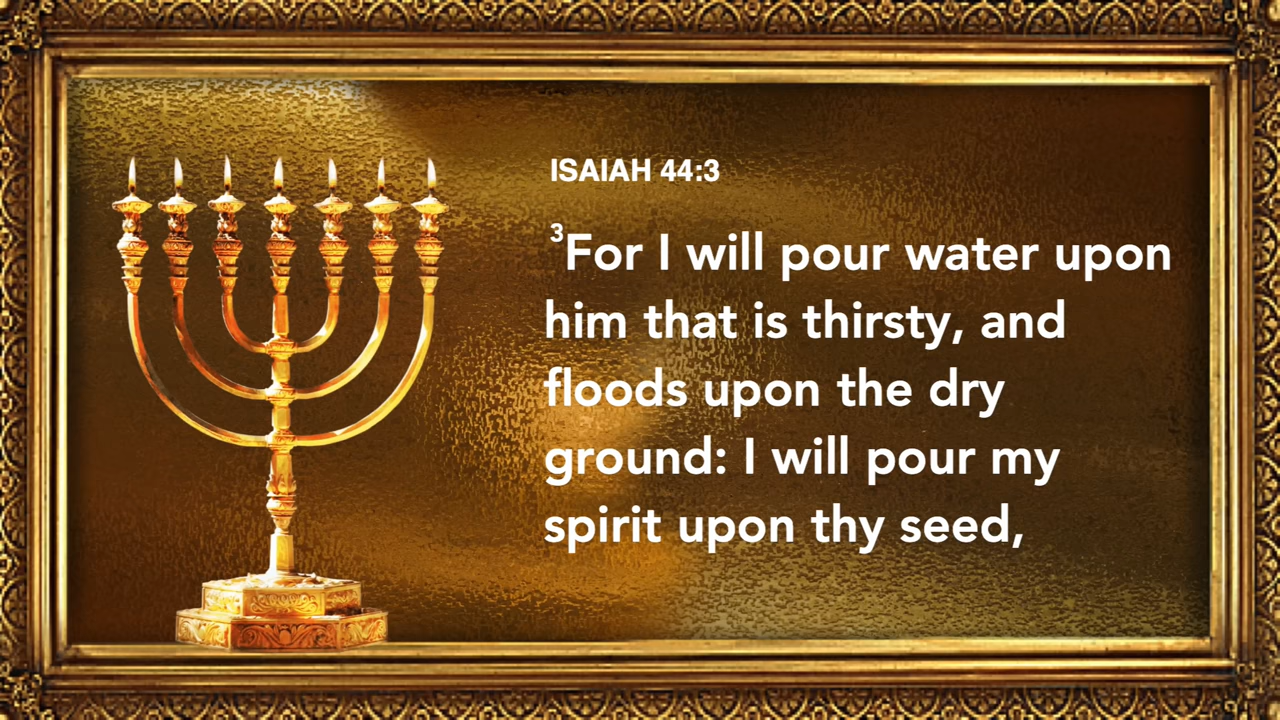 ISAIAH 44:3
³For I will pour water upon
him that is thirsty, and
floods upon the dry
ground: I will pour my
spirit upon thy seed,